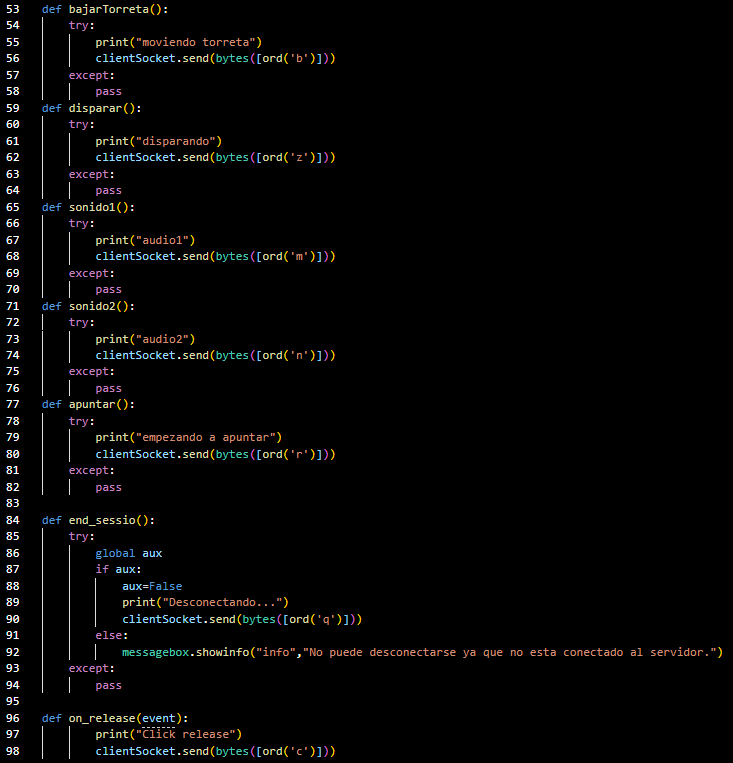 53 def bajarTorreta():
54     try:
55         print("moviendo torreta")
56         clientSocket.send(bytes([ord('b')]))
57     except:
58         pass
59 def disparar():
60     try:
61         print("disparando")
62         clientSocket.send(bytes([ord('z')]))
63     except:
64         pass
65 def sonido1():
66     try:
67         print("audio1")
68         clientSocket.send(bytes([ord('m')]))
69     except:
70         pass
71 def sonido2():
72     try:
73         print("audio2")
74         clientSocket.send(bytes([ord('n')]))
75     except:
76         pass
77 def apuntar():
78     try:
79         print("empezando a apuntar")
80         clientSocket.send(bytes([ord('r')]))
81     except:
82         pass
83
84 def end_sessio():
85     try:
86         global aux
87         if aux:
88             aux=False
89             print("Desconectando...")
90             clientSocket.send(bytes([ord('q')]))
91         else:
92             messagebox.showinfo("info","No puede desconectarse ya que no esta conectado al servidor.")
93     except:
94         pass
95
96 def on_release(event):
97         print("Click release")
98         clientSocket.send(bytes([ord('c')]))